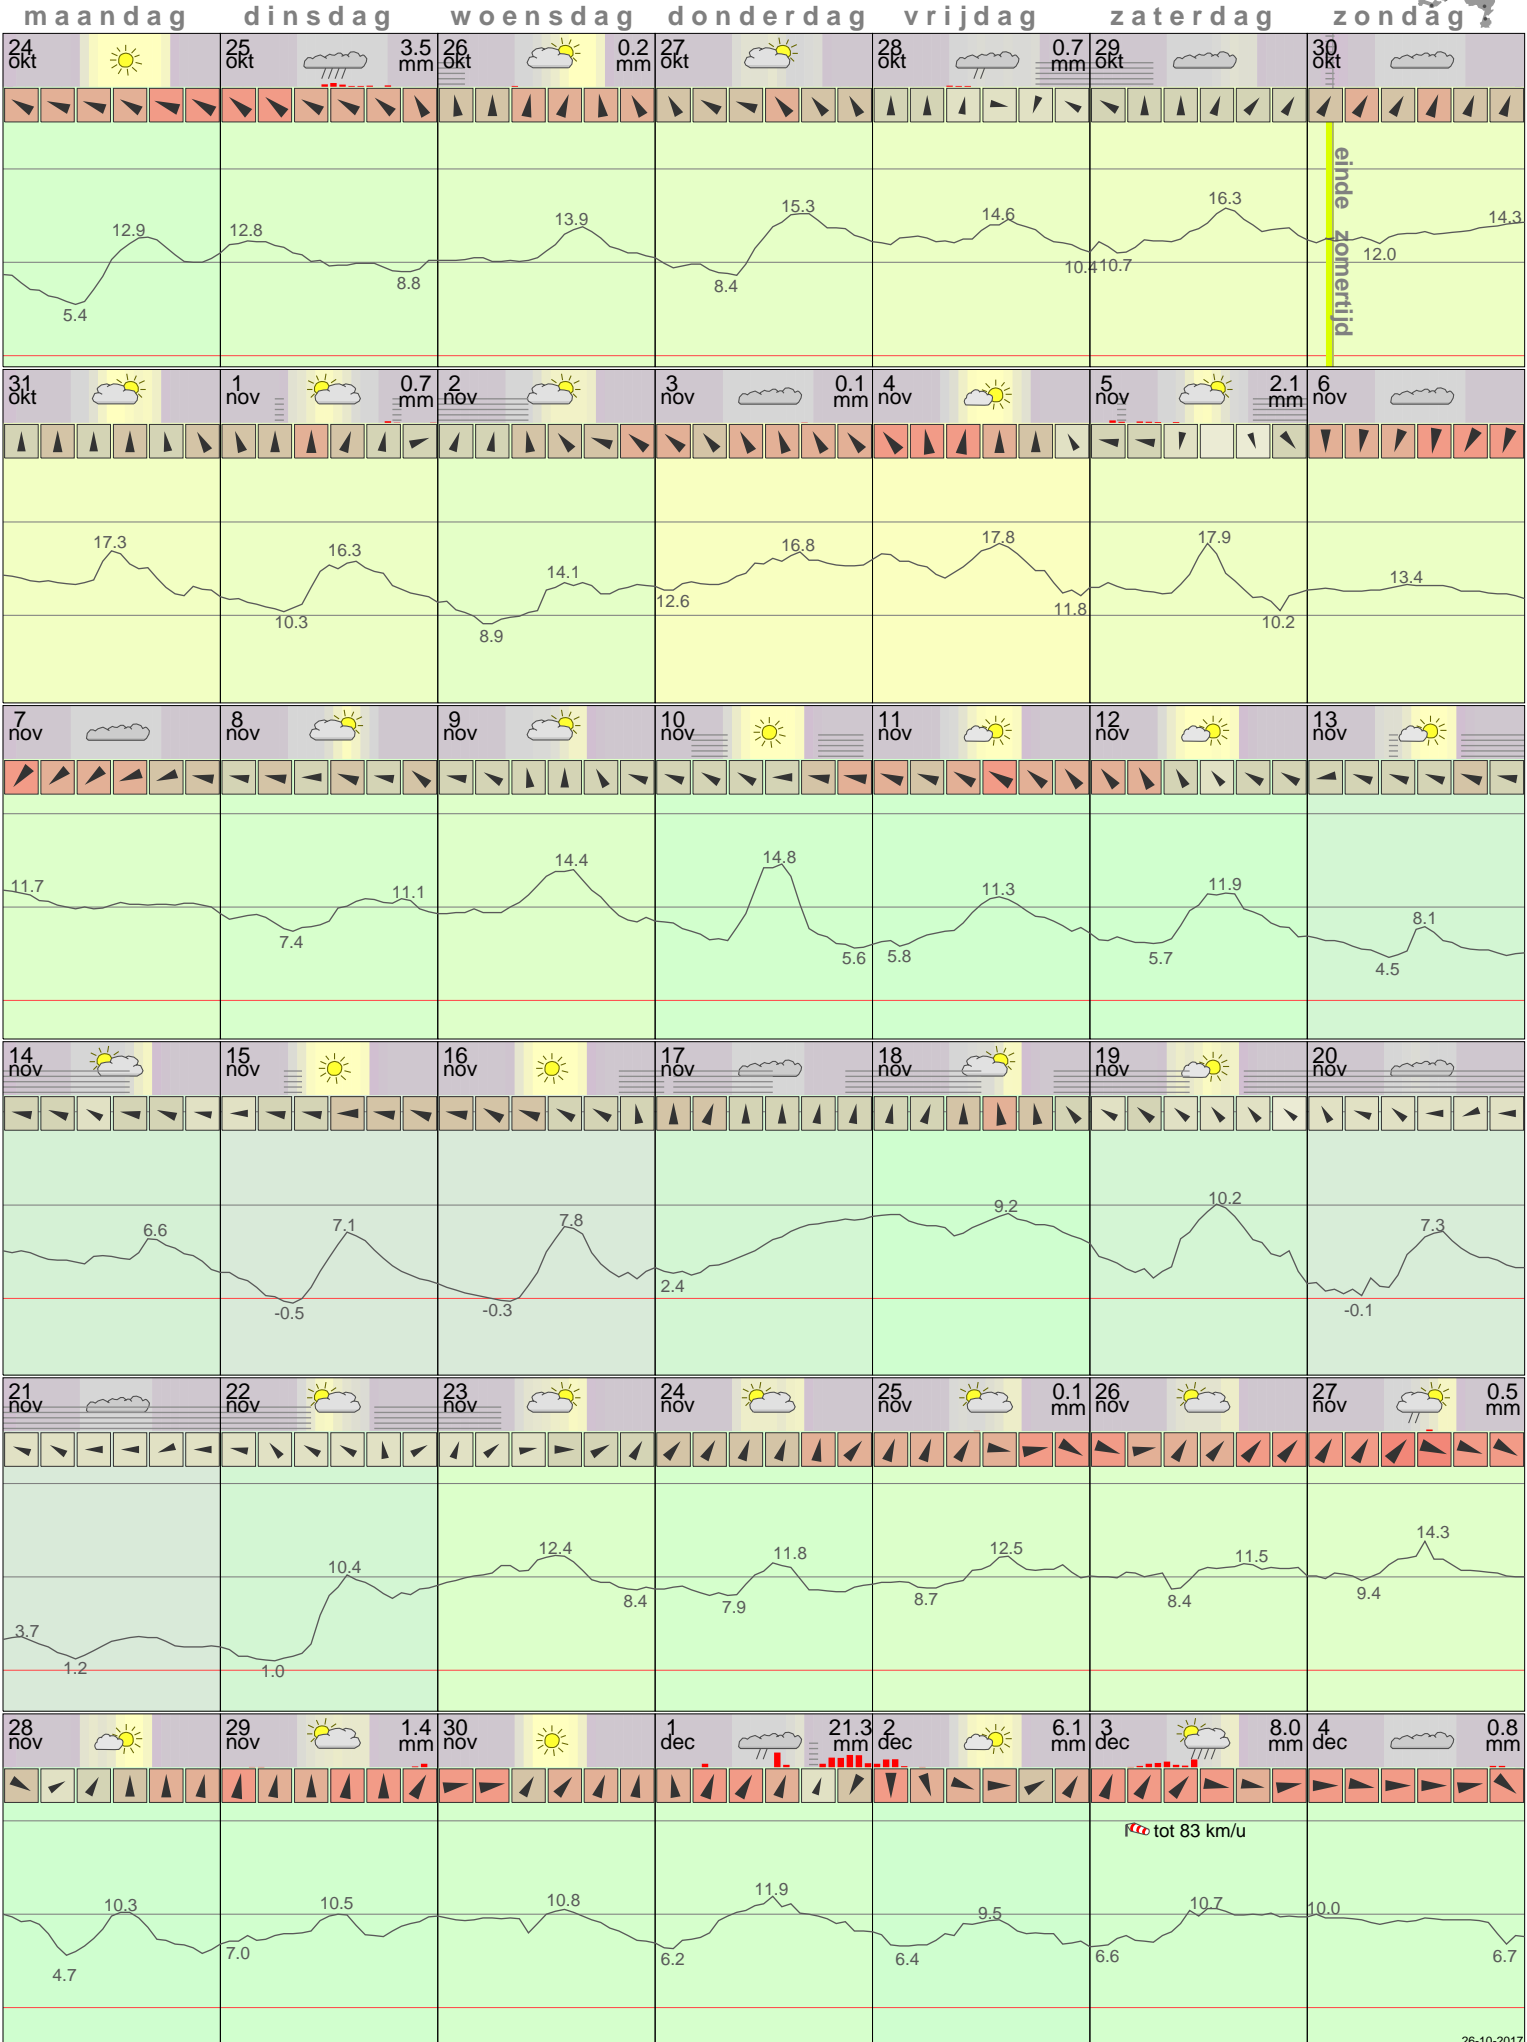 maandag dinsdag woensdag donderdag vrijdag zaterdag zondag
24 okt
25 okt 3.5 mm
26 okt 0.2 mm
27 okt
28 okt 0.7 mm
29 okt
30 okt
einde zomertijd
12.9 5.4
12.8 8.8
13.9
15.3 8.4
14.6 10.4
10.7 16.3
12.0 14.3
31 okt
1 nov 0.7 mm
2 nov
3 nov 0.1 mm
4 nov
5 nov 2.1 mm
6 nov
17.3
10.3 16.3
8.9 14.1
12.6 16.8
17.8 11.8
17.9 10.2
13.4
7 nov
8 nov
9 nov
10 nov
11 nov
12 nov
13 nov
11.7
7.4 11.1
14.4
14.8 5.6
5.8 11.3
5.7 11.9
4.5 8.1
14 nov
15 nov
16 nov
17 nov
18 nov
19 nov
20 nov
6.6
-0.5 7.1
-0.3 7.8
2.4
9.2
10.2
-0.1 7.3
21 nov
22 nov
23 nov
24 nov
25 nov 0.1 mm
26 nov
27 nov 0.5 mm
3.7 1.2
1.0 10.4
12.4 8.4
7.9 11.8
8.7 12.5
8.4 11.5
9.4 14.3
28 nov
29 nov 1.4 mm
30 nov
1 dec 21.3 mm
2 dec 6.1 mm
3 dec 8.0 mm
4 dec 0.8 mm
tot 83 km/u
4.7 10.3
7.0 10.5
10.8
6.2 11.9
6.4 9.5
6.6 10.7
10.0 6.7
26-10-2017